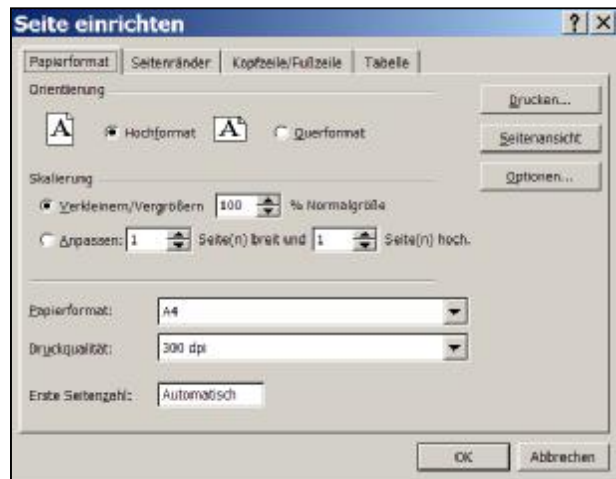 Seite einrichten
Papierformat Seitenränder Kopfzeile/Fußzeile Tabelle
Orientierung
Drucken...
A Hochformat A Querformat
Seitenansicht
Skalierung
Optionen...
Verkleinern/Vergrößern 100 % Normalgröße
Anpassen: 1 Seite(n) breit und 1 Seite(n) hoch.
Papierformat: A4
Druckqualität: 300 dpi
Erste Seitenzahl: Automatisch
OK Abbrechen